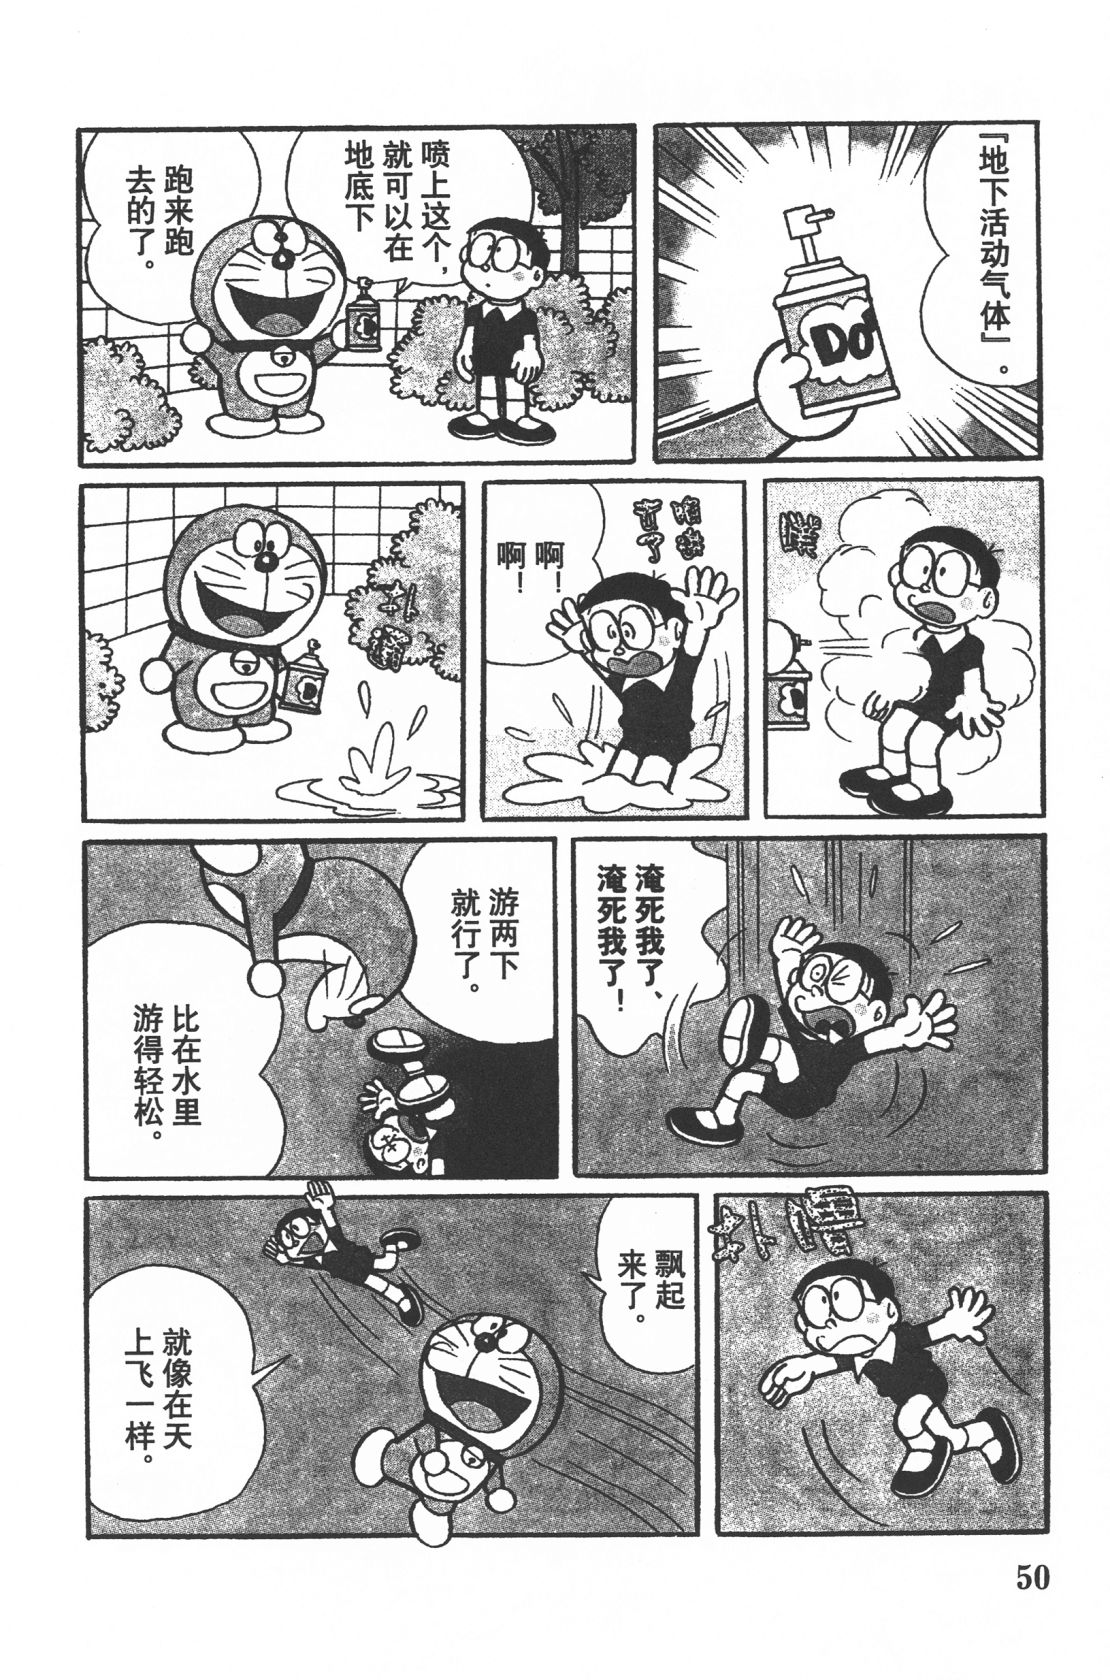 『地下活动气体』。
喷上这个，
就可以在
地底下
跑来跑
去的了。
啊！
啊！
淹死我了、
淹死我了！
游两下
就行了。
比在水里
游得轻松。
飘起
来了。
就像在天
上飞一样。
50